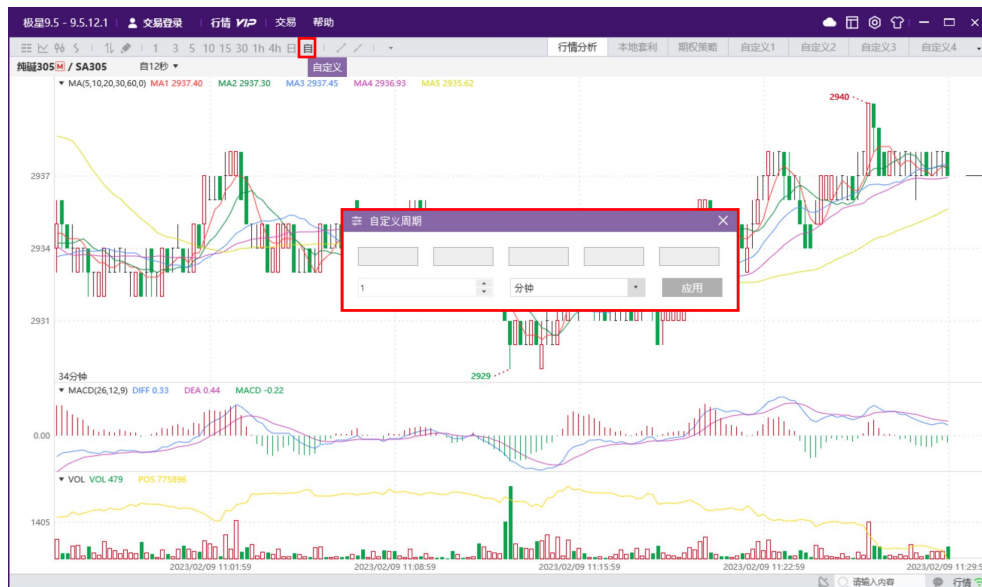 极星9.5 - 9.5.12.1 交易登录 行情 VIP 交易 帮助
1 3 5 10 15 30 1h 4h 日 自 行情分析 本地套利 期权策略 自定义1 自定义2 自定义3 自定义4
纯碱305 M / SA305 自12秒 自定义
MA(5,10,20,30,60,0) MA1 2937.40 MA2 2937.30 MA3 2937.45 MA4 2936.93 MA5 2935.62
2940
2937
自定义周期
2934
1 分钟 应用
2931
34分钟 2929
MACD(26,12,9) DIFF 0.33 DEA 0.44 MACD -0.22
0.00
VOL VOL 479 POS 775896
1405
2023/02/09 11:01:59 2023/02/09 11:08:59 2023/02/09 11:15:59 2023/02/09 11:22:59 2023/02/09 11:29:5
请输入内容 行情